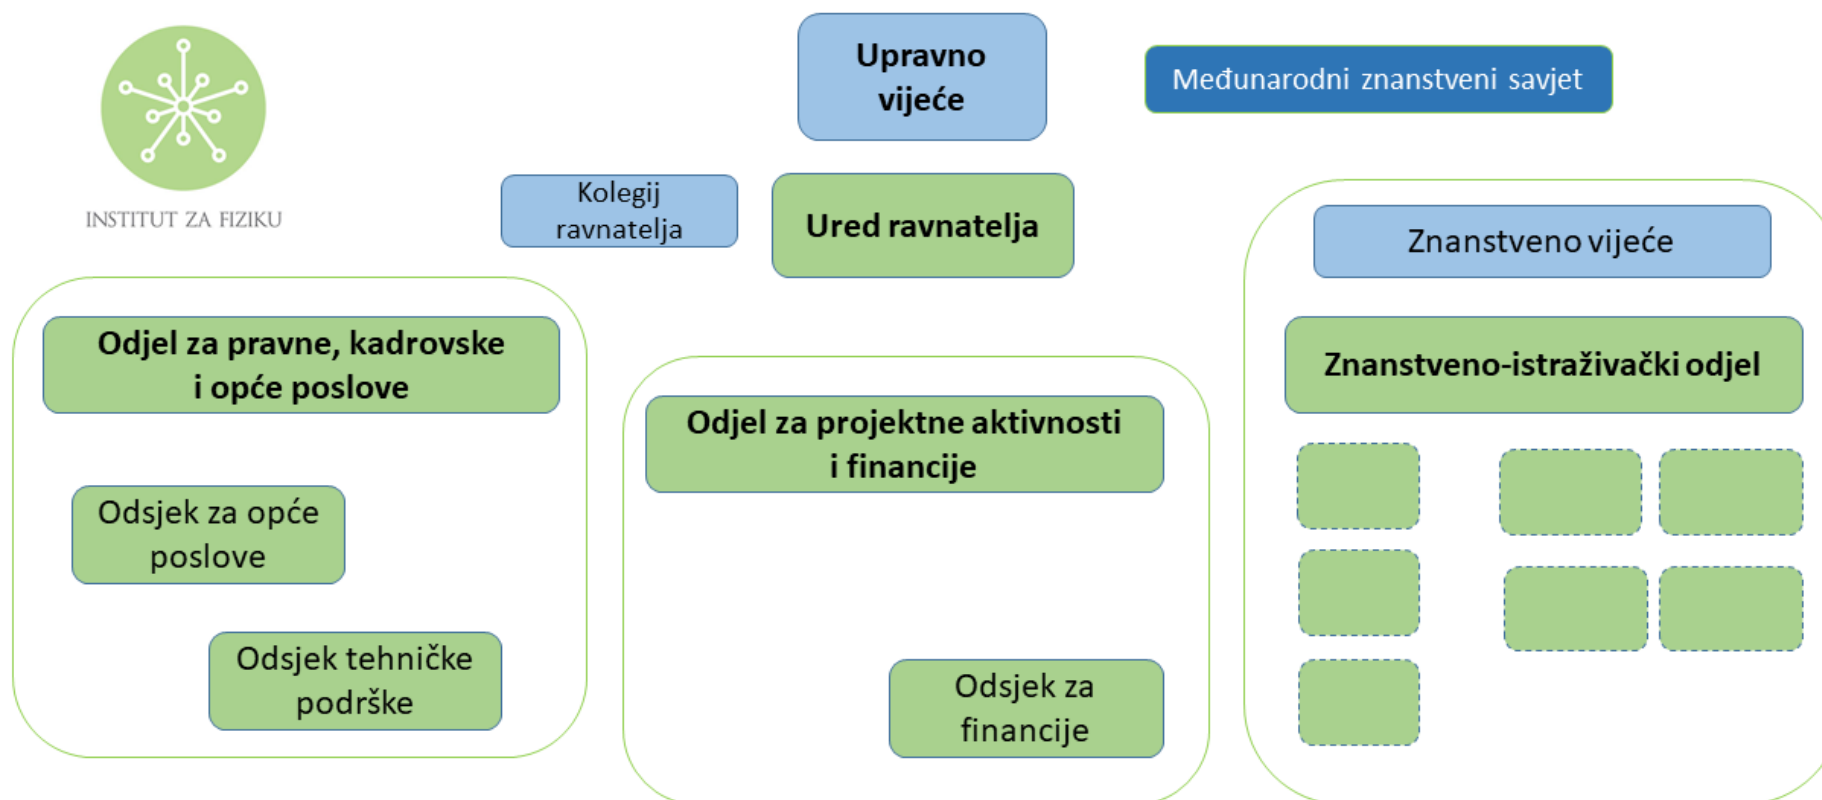 INSTITUT ZA FIZIKU
Upravno
vijeće
Međunarodni znanstveni savjet
Kolegij
ravnatelja
Ured ravnatelja
Znanstveno vijeće
Odjel za pravne, kadrovske
i opće poslove
Odjel za projektne aktivnosti
i financije
Znanstveno-istraživački odjel
Odsjek za opće
poslove
Odsjek tehničke
podrške
Odsjek za
financije